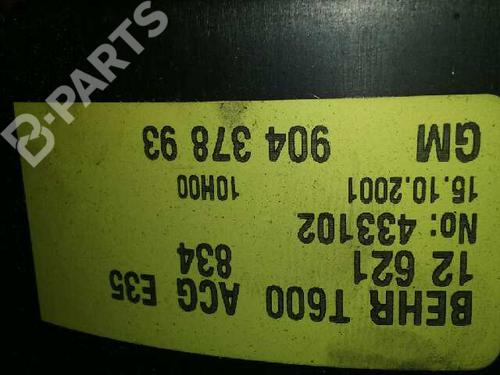 BEHR T600 ACG E35
12 621 834
No: 433102
15.10.2001 10H00
GM 904 378 93
B-PARTS